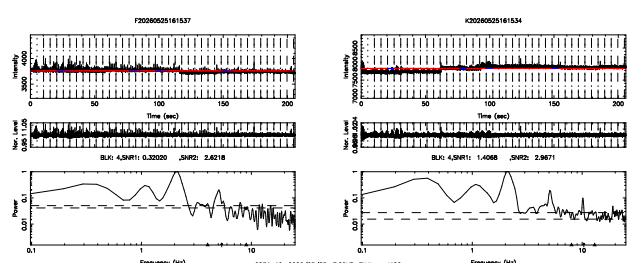 F20260525161537
K20260525161534
Intensity
3500
4000
0
50
100
150
200
Time (sec)
Intensity
7000
7500
8000
8500
50
100
150
200
Time (sec)
Nor. Level
0.95
1.05
Nor. Level
BLK: 4,SNR1: 0.32020 ,SNR2: 2.6218
BLK: 4,SNR1: 1.4068 ,SNR2: 2.9671
Power
0.01
0.1
1
0.1
1
10
Frequency (Hz)
Power
0.01
0.1
1
0.1
1
10
Frequency (Hz)